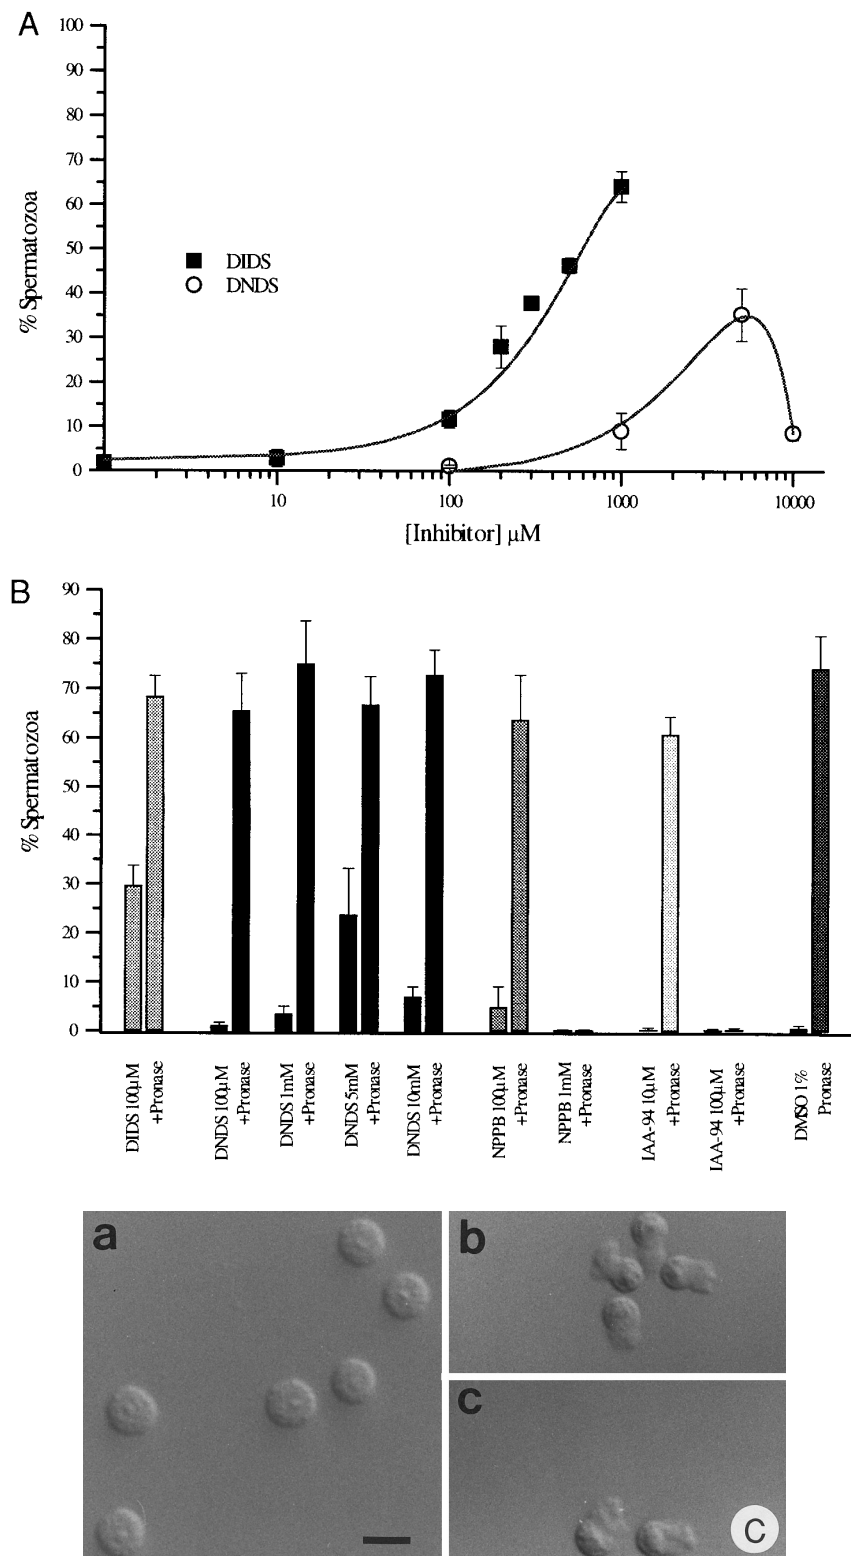 A
100
90
80
70
60
50
40
30
20
10
0
% Spermatozoa
DIDS
DNDS
10
100
1000
10000
[Inhibitor] µM
B
90
80
70
60
50
40
30
20
10
0
% Spermatozoa
DIDS 100µM
+Pronase
DNDS 100µM
+Pronase
DNDS 1mM
+Pronase
DNDS 5mM
+Pronase
DNDS 10mM
+Pronase
NPPB 100µM
+Pronase
NPPB 1mM
+Pronase
IAA-94 10µM
+Pronase
IAA-94 100µM
+Pronase
DMSO 1%
Pronase
a
b
c
C